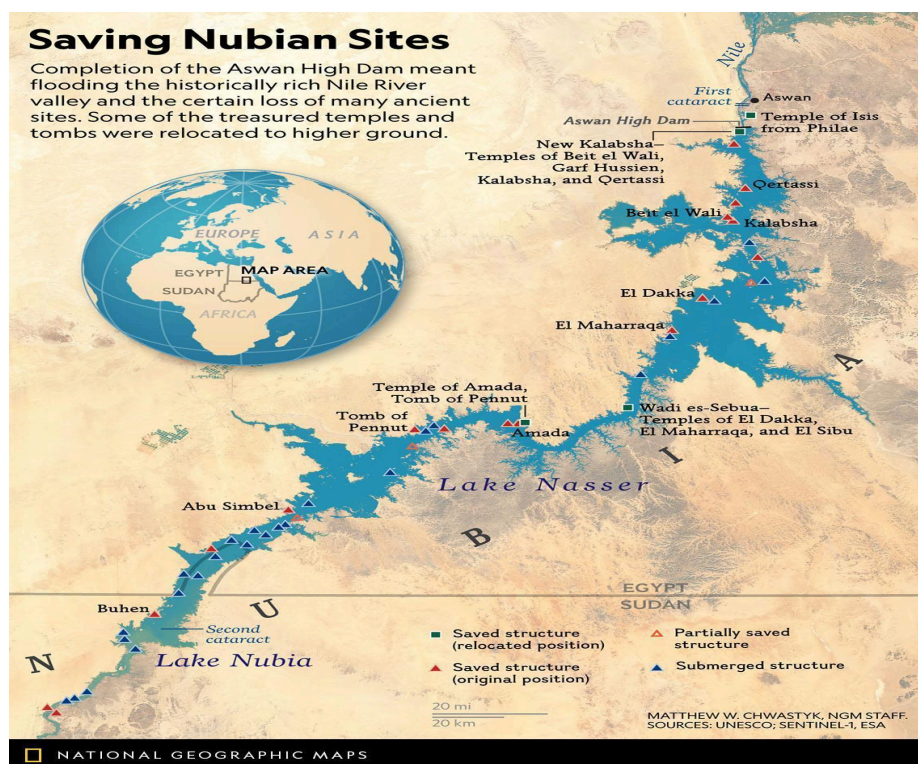 Saving Nubian Sites
Completion of the Aswan High Dam meant
flooding the historically rich Nile River
valley and the certain loss of many ancient
sites. Some of the treasured temples and
tombs were relocated to higher ground.
Nile
First
cataract
Aswan
Aswan High Dam
Temple of Isis
from Philae
New Kalabsha—
Temples of Beit el Wali,
Garf Hussien,
Kalabsha, and Qertassi
Qertassi
Beit el Wali
Kalabsha
EUROPE
ASIA
EGYPT
MAP AREA
SUDAN
AFRICA
El Dakka
El Maharraqa
Temple of Amada,
Tomb of Pennut
Tomb of
Pennut
Amada
Wadi es-Sebua—
Temples of El Dakka,
El Maharraqa, and El Sibu
Lake Nasser
Abu Simbel
NUBIA
EGYPT
SUDAN
Buhen
Second
cataract
Lake Nubia
Saved structure
(relocated position)
Saved structure
(original position)
Partially saved
structure
Submerged structure
20 mi
20 km
MATTHEW W. CHWASTYK, NGM STAFF.
SOURCES: UNESCO; SENTINEL-1, ESA
NATIONAL GEOGRAPHIC MAPS